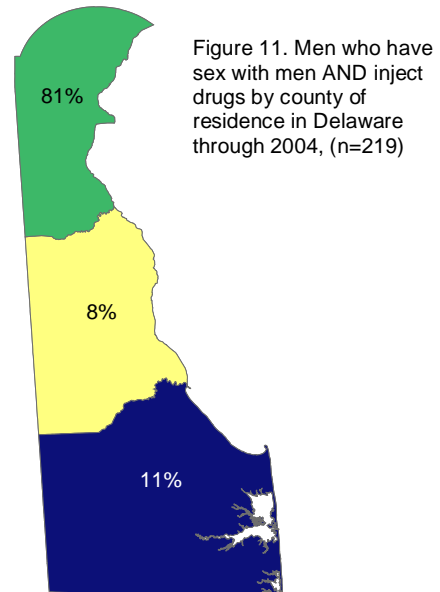 Figure 11. Men who have
sex with men AND inject
drugs by county of
residence in Delaware
through 2004, (n=219)
81%
8%
11%